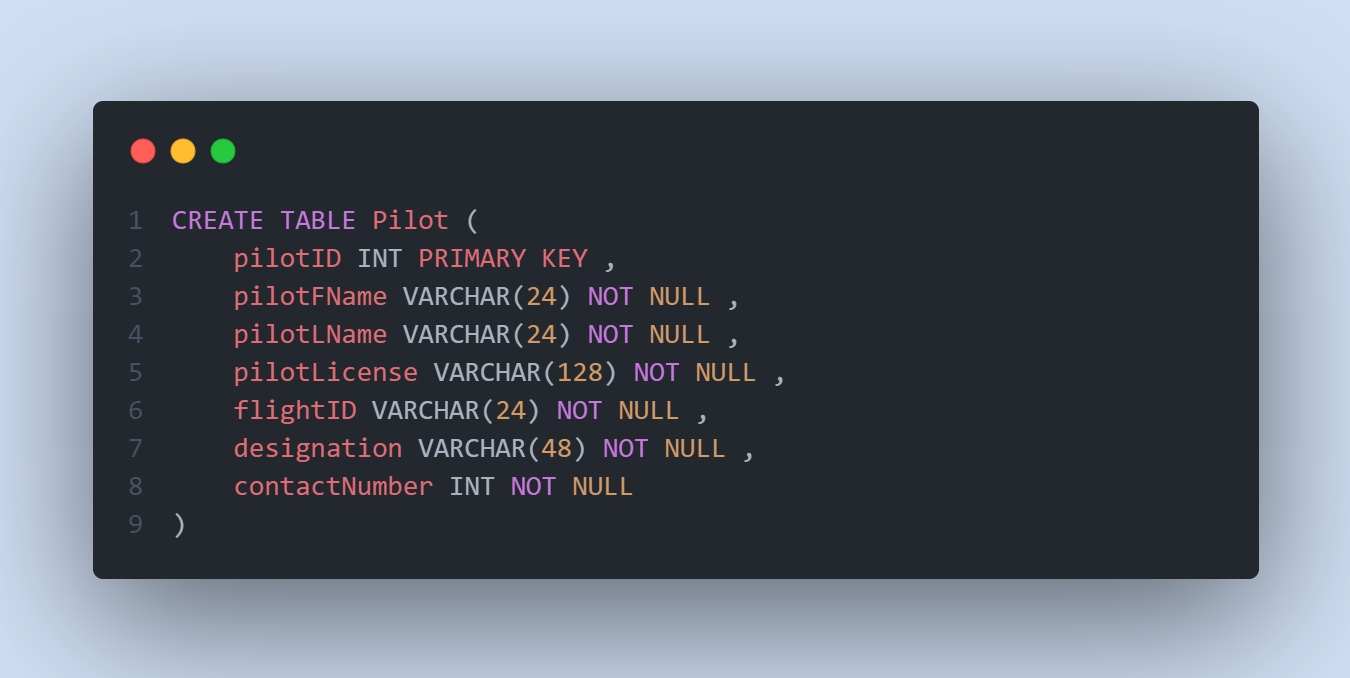 1 CREATE TABLE Pilot (
2     pilotID INT PRIMARY KEY ,
3     pilotFName VARCHAR(24) NOT NULL ,
4     pilotLName VARCHAR(24) NOT NULL ,
5     pilotLicense VARCHAR(128) NOT NULL ,
6     flightID VARCHAR(24) NOT NULL ,
7     designation VARCHAR(48) NOT NULL ,
8     contactNumber INT NOT NULL
9 )